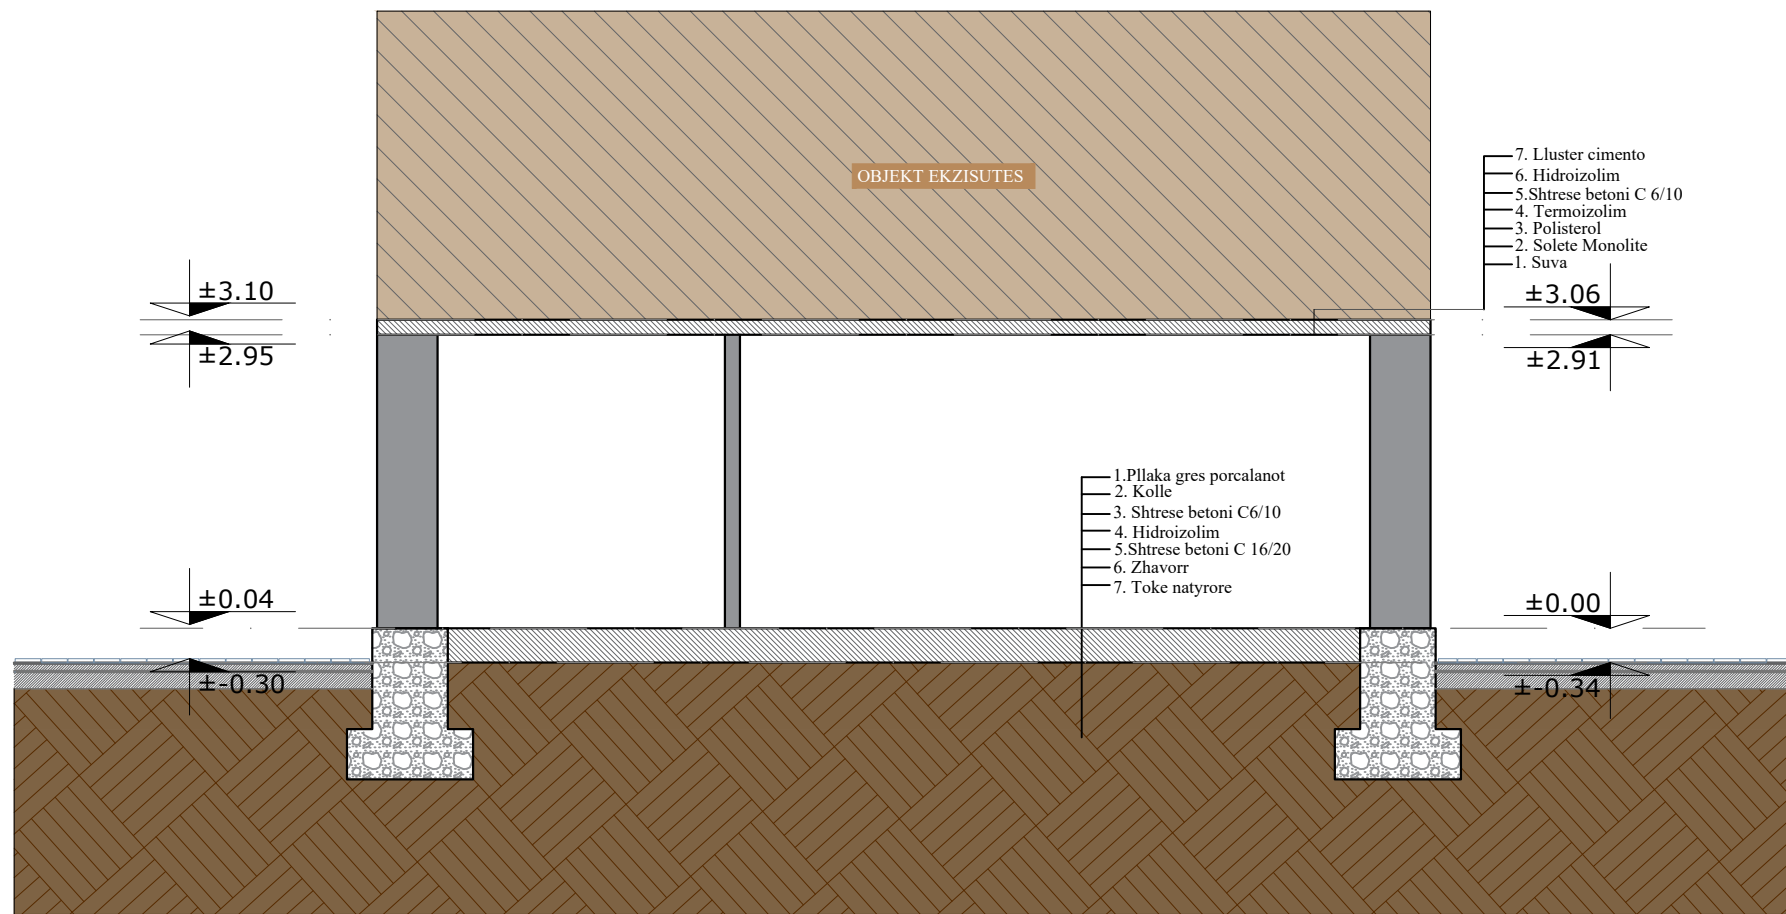 OBJEKT EKZISUTES
7. Lluster cimento
6. Hidroizolim
5.Shtrese betoni C 6/10
4. Termoizolim
3. Polisterol
2. Solete Monolite
1. Suva
±3.10
±2.95
±3.06
±2.91
1.Pllaka gres porcalanot
2. Kolle
3. Shtrese betoni C6/10
4. Hidroizolim
5.Shtrese betoni C 16/20
6. Zhavorr
7. Toke natyrore
±0.04
±-0.30
±0.00
±-0.34